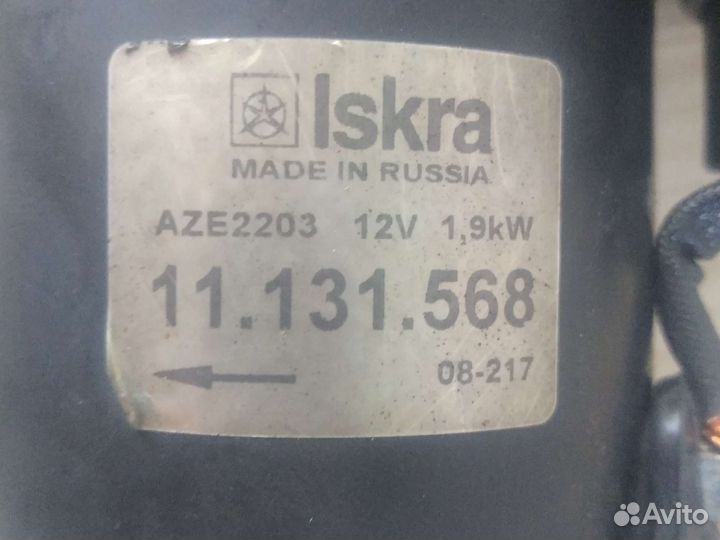 Iskra
MADE IN RUSSIA
AZE2203 12V 1,9kW
11.131.568
08-217
Avito